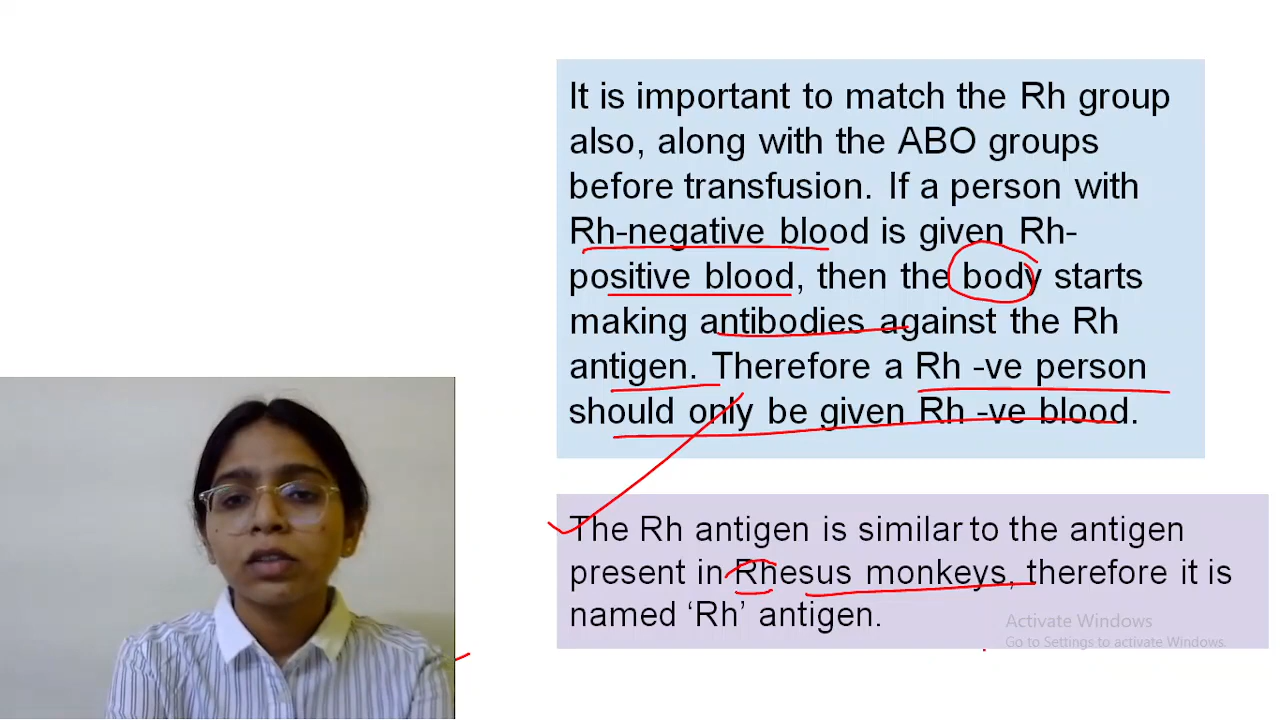 It is important to match the Rh group
also, along with the ABO groups
before transfusion. If a person with
Rh-negative blood is given Rh-
positive blood, then the body starts
making antibodies against the Rh
antigen. Therefore a Rh -ve person
should only be given Rh -ve blood.
The Rh antigen is similar to the antigen
present in Rhesus monkeys, therefore it is
named ‘Rh’ antigen.
Activate Windows
Go to Settings to activate Windows.